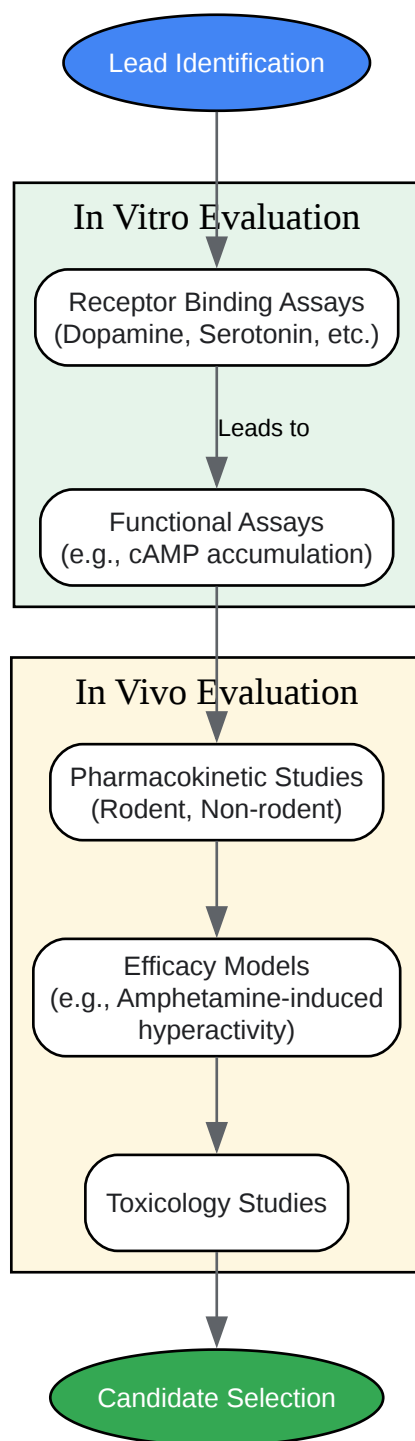 Lead Identification
In Vitro Evaluation
Receptor Binding Assays
(Dopamine, Serotonin, etc.)
Leads to
Functional Assays
(e.g., cAMP accumulation)
In Vivo Evaluation
Pharmacokinetic Studies
(Rodent, Non-rodent)
Efficacy Models
(e.g., Amphetamine-induced
hyperactivity)
Toxicology Studies
Candidate Selection